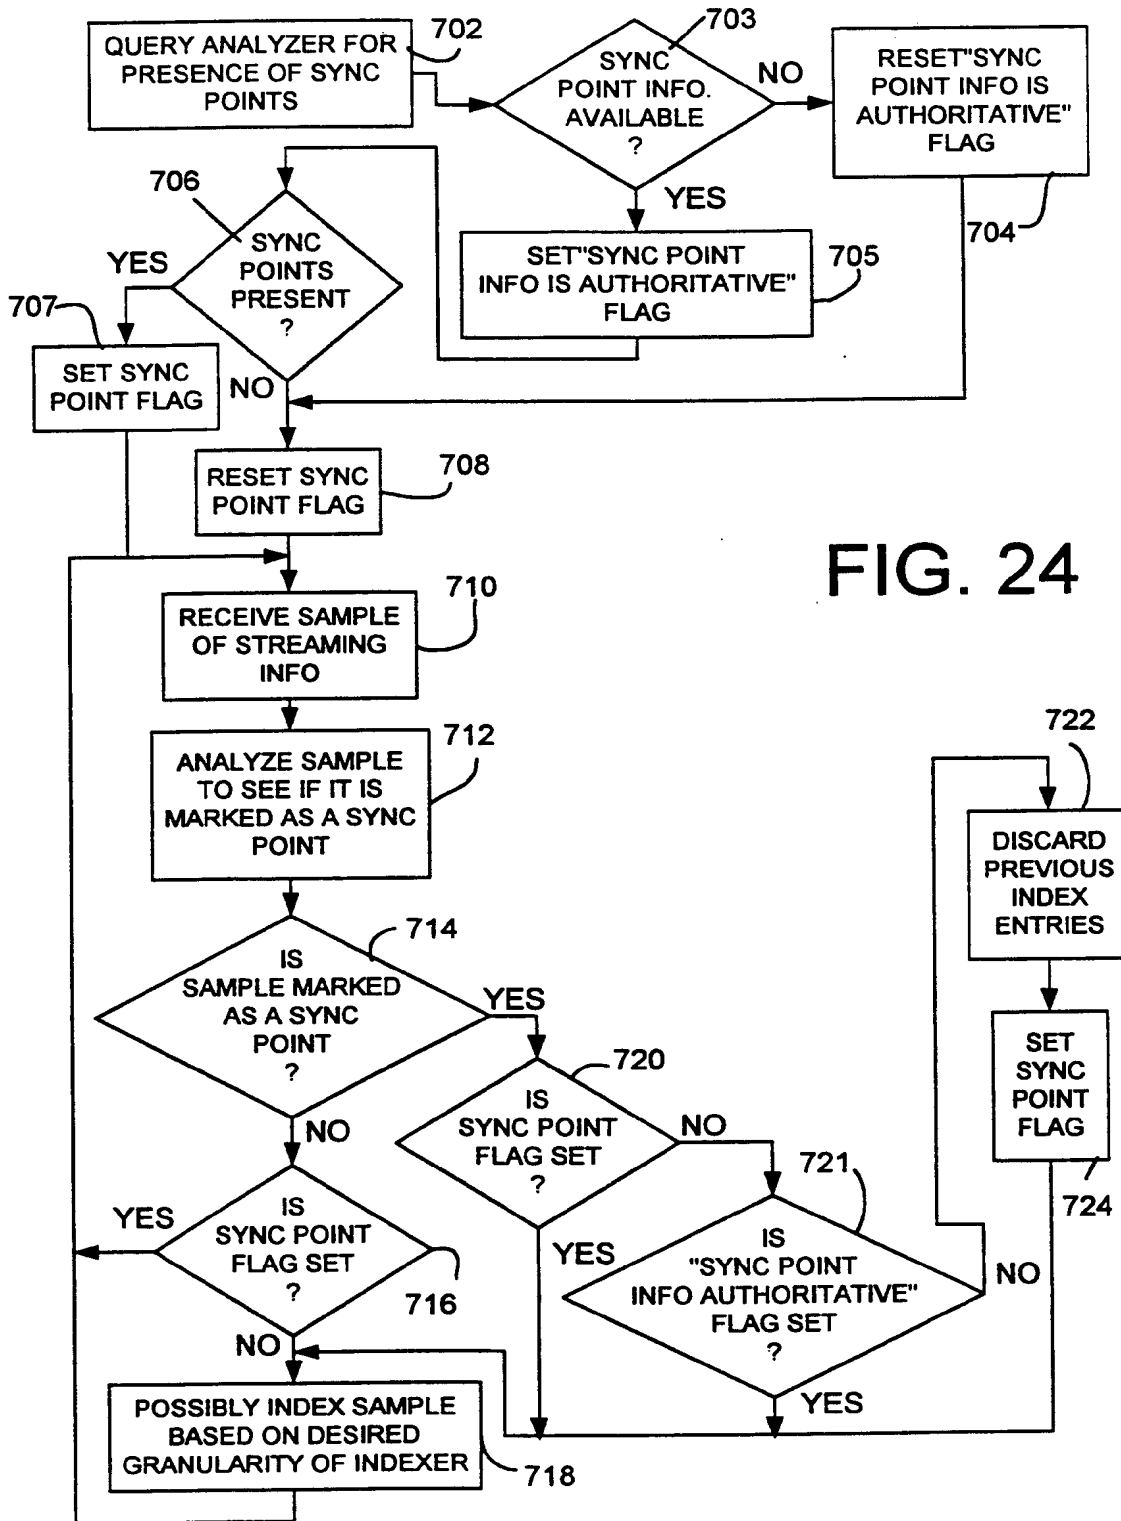 QUERY ANALYZER FOR
PRESENCE OF SYNC
POINTS
702
SYNC
POINT INFO.
AVAILABLE
?
703
NO
YES
RESET"SYNC
POINT INFO IS
AUTHORITATIVE"
FLAG
704
SET"SYNC POINT
INFO IS AUTHORITATIVE"
FLAG
705
706
SYNC
POINTS
PRESENT
?
YES
NO
707
SET SYNC
POINT FLAG
RESET SYNC
POINT FLAG
708
FIG. 24
RECEIVE SAMPLE
OF STREAMING
INFO
710
ANALYZE SAMPLE
TO SEE IF IT IS
MARKED AS A SYNC
POINT
712
IS
SAMPLE MARKED
AS A SYNC
POINT
?
714
YES
NO
IS
SYNC POINT
FLAG SET
?
716
YES
NO
POSSIBLY INDEX SAMPLE
BASED ON DESIRED
GRANULARITY OF INDEXER
718
IS
SYNC POINT
FLAG SET
?
720
NO
YES
IS
"SYNC POINT
INFO AUTHORITATIVE"
FLAG SET
?
721
NO
YES
722
DISCARD
PREVIOUS
INDEX
ENTRIES
SET
SYNC
POINT
FLAG
724